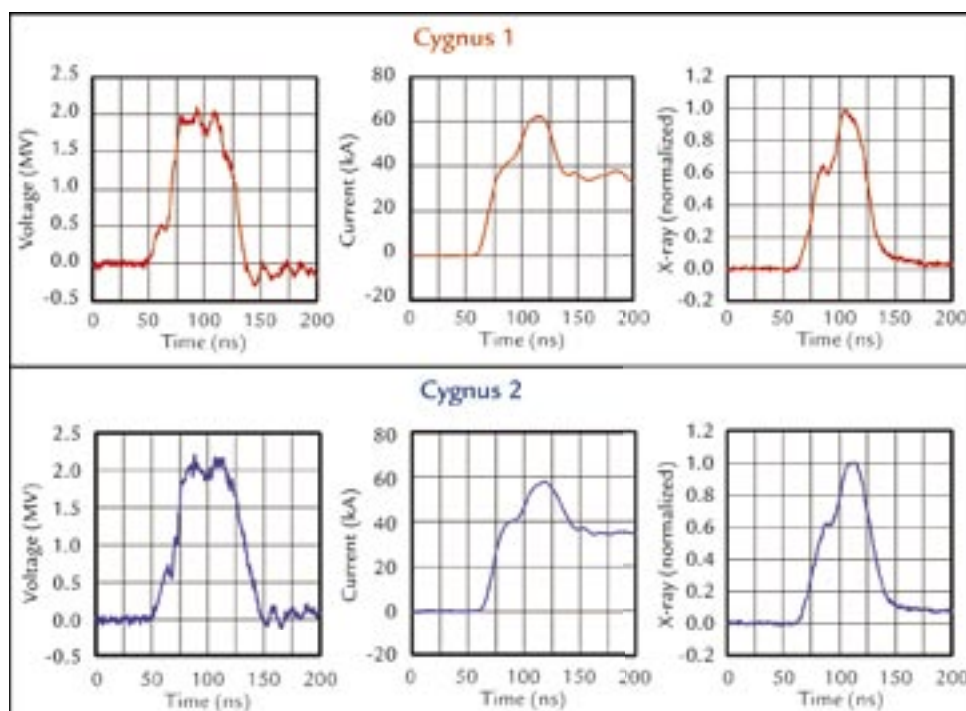 Cygnus 1
Voltage (MV)
2.5
2.0
1.5
1.0
0.5
0.0
-0.5
0 50 100 150 200
Time (ns)
Current (kA)
80
60
40
20
0
-20
0 50 100 150 200
Time (ns)
X-ray (normalized)
1.2
1.0
0.8
0.6
0.4
0.2
0.0
-0.2
0 50 100 150 200
Time (ns)
Cygnus 2
Voltage (MV)
2.5
2.0
1.5
1.0
0.5
0.0
-0.5
0 50 100 150 200
Time (ns)
Current (kA)
80
60
40
20
0
-20
0 50 100 150 200
Time (ns)
X-ray (normalized)
1.2
1.0
0.8
0.6
0.4
0.2
0.0
-0.2
0 50 100 150 200
Time (ns)